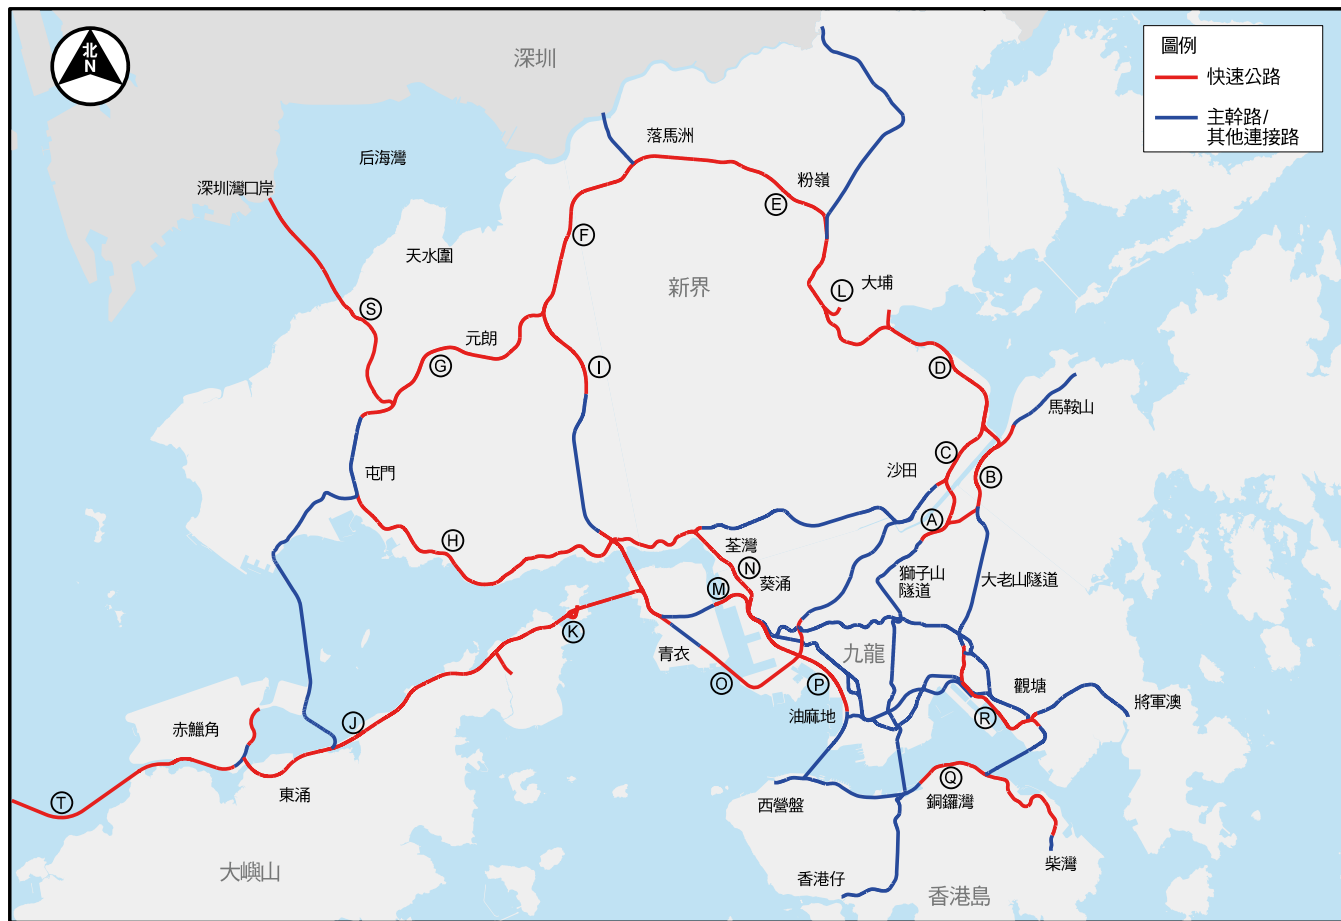 北
N
深圳
圖例
快速公路
主幹路/
其他連接路
落馬洲
后海灣
深圳灣口岸
粉嶺
E
F
天水圍
新界
L
大埔
S
元朗
G
I
D
馬鞍山
屯門
沙田
C
B
A
H
荃灣
N
葵涌
M
獅子山
隧道
大老山隧道
K
青衣
O
九龍
P
觀塘
將軍澳
油麻地
R
赤鱲角
J
T
東涌
西營盤
Q
銅鑼灣
柴灣
大嶼山
香港仔
香港島